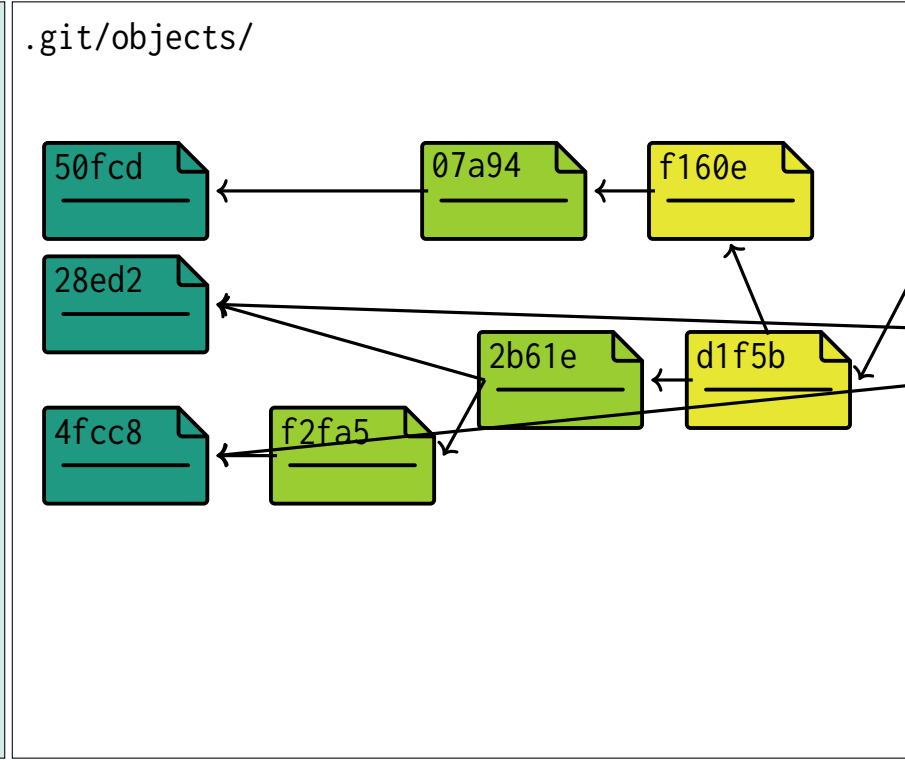 .git/objects/
50fcd
07a94
f160e
28ed2
2b61e
d1f5b
4fcc8
f2fa5